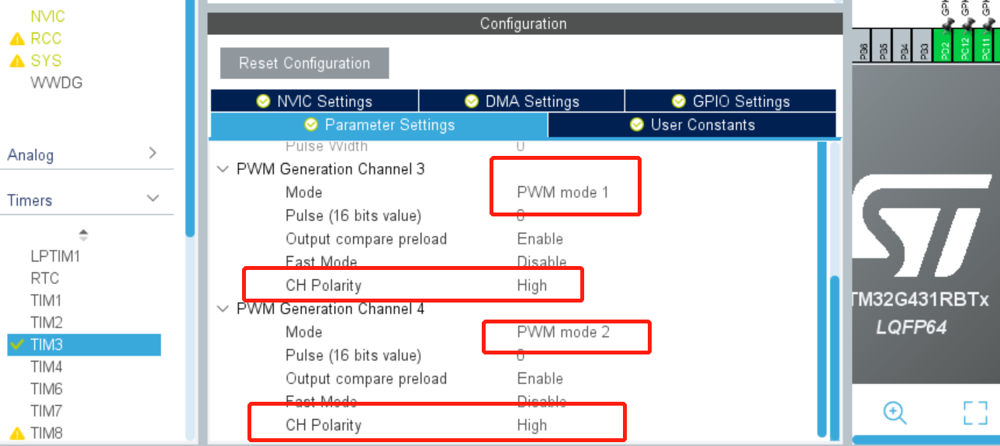 NVIC
RCC
SYS
WWDG
Analog
Timers
LPTIM1
RTC
TIM1
TIM2
TIM3
TIM4
TIM6
TIM7
TIM8
Configuration
Reset Configuration
NVIC Settings DMA Settings GPIO Settings
Parameter Settings User Constants
Pulse Width 0
PWM Generation Channel 3
Mode PWM mode 1
Pulse (16 bits value) 0
Output compare preload Enable
Fast Mode Disable
CH Polarity High
PWM Generation Channel 4
Mode PWM mode 2
Pulse (16 bits value) 0
Output compare preload Enable
Fast Mode Disable
CH Polarity High
GPI GPI GPI
PB6 PB5 PB4 PB3 PD2 PC12 PC11
ST
TM32G431RBTx
LQFP64